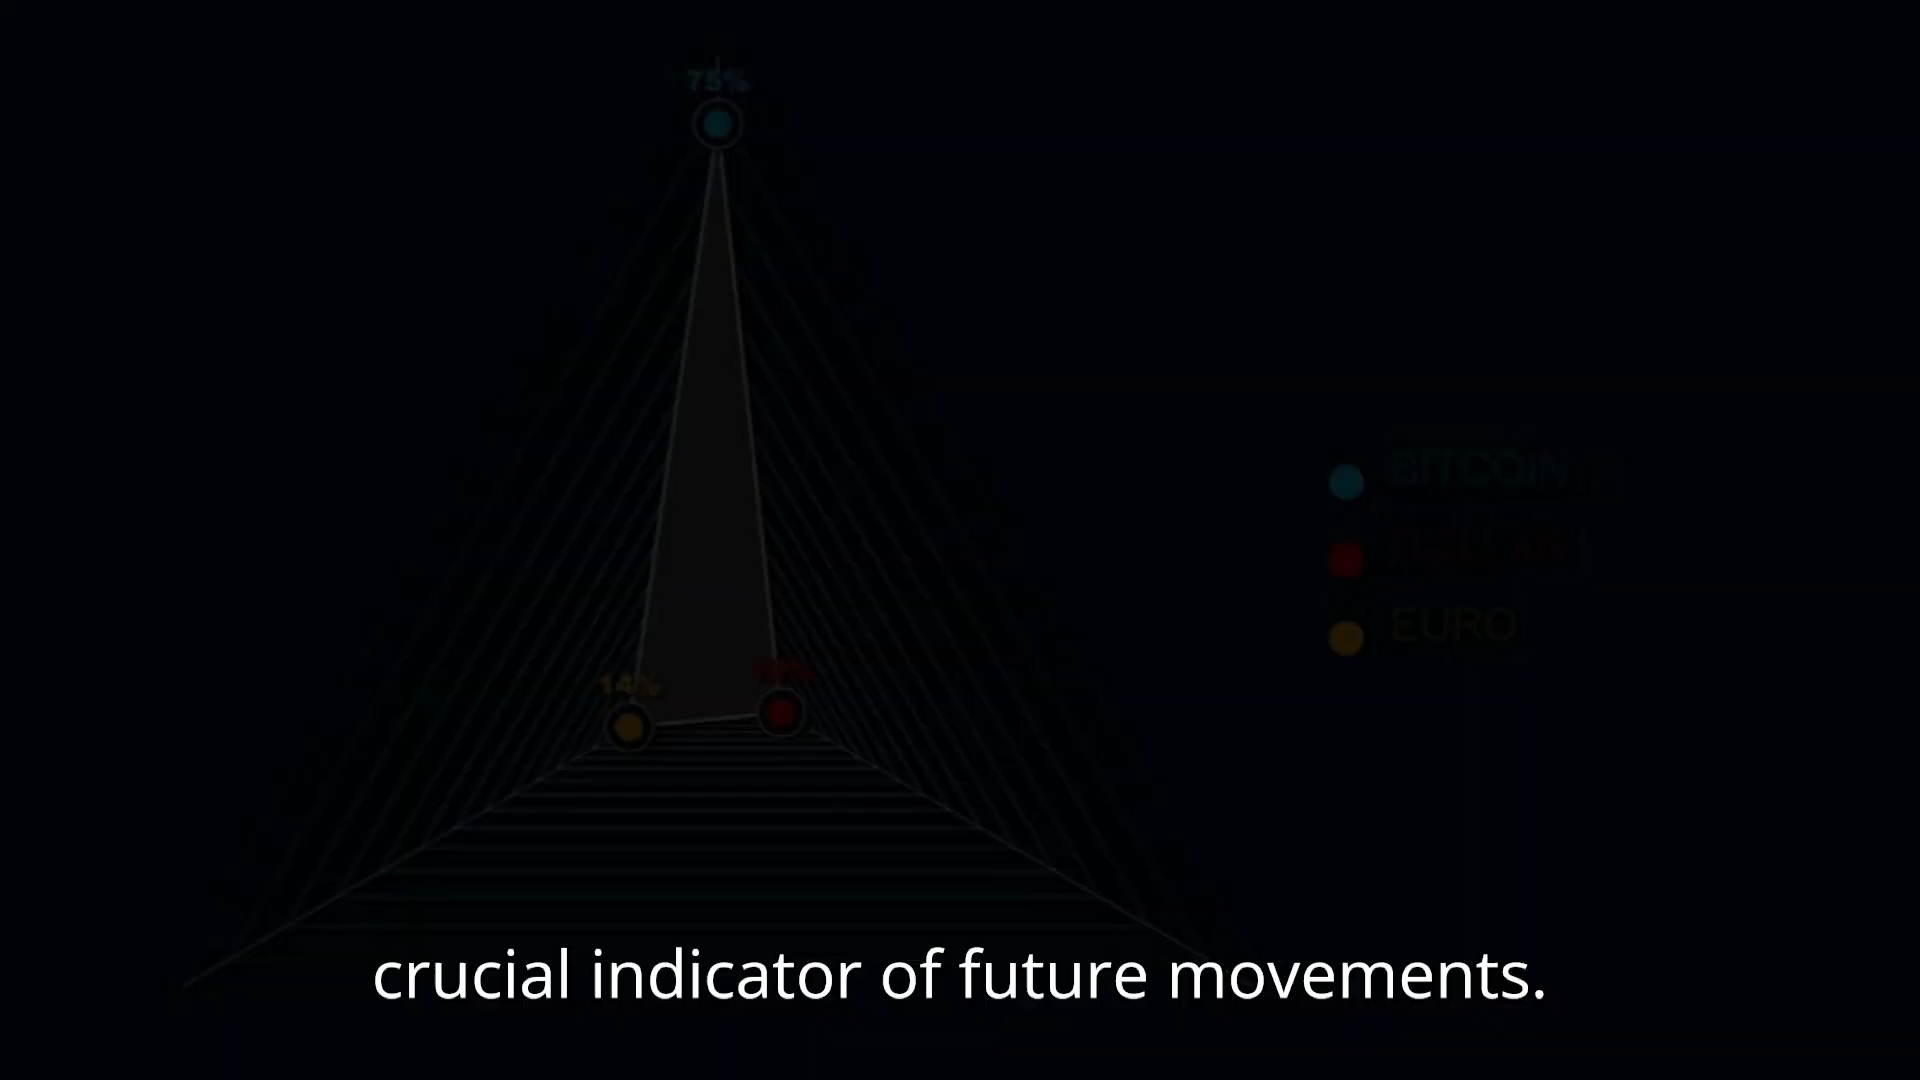 75%
BITCOIN
EURO
14%
crucial indicator of future movements.